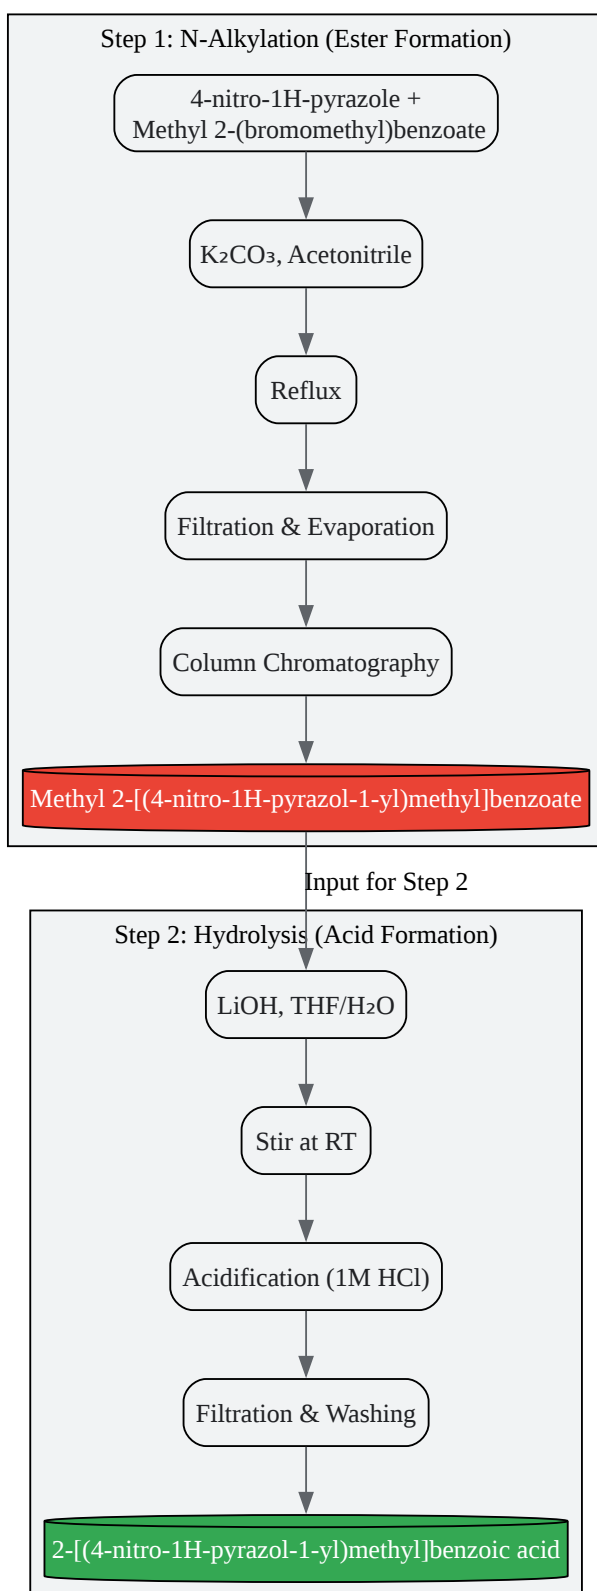 Step 1: N-Alkylation (Ester Formation)
4-nitro-1H-pyrazole +
Methyl 2-(bromomethyl)benzoate
K₂CO₃, Acetonitrile
Reflux
Filtration & Evaporation
Column Chromatography
Methyl 2-[(4-nitro-1H-pyrazol-1-yl)methyl]benzoate
Input for Step 2
Step 2: Hydrolysis (Acid Formation)
LiOH, THF/H₂O
Stir at RT
Acidification (1M HCl)
Filtration & Washing
2-[(4-nitro-1H-pyrazol-1-yl)methyl]benzoic acid